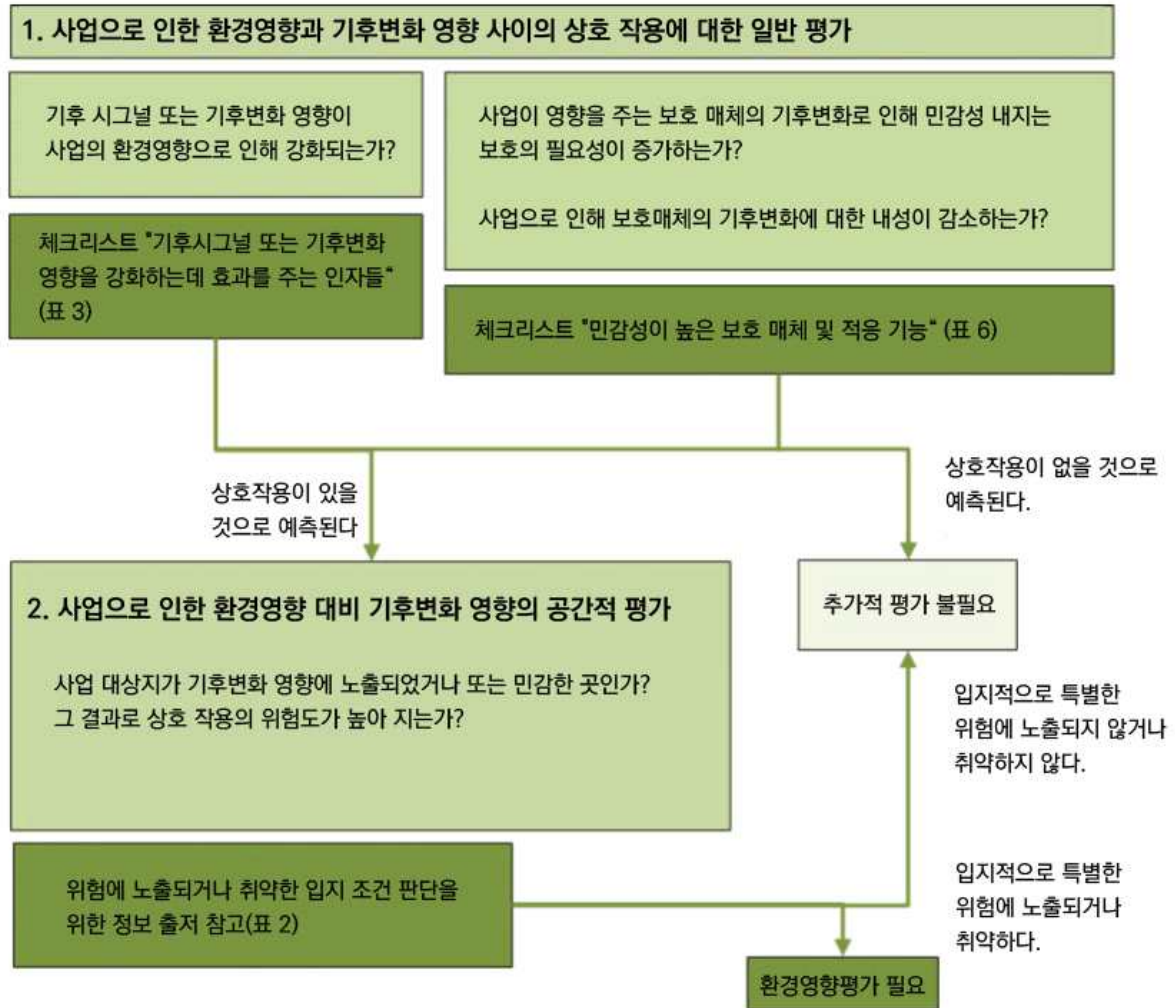 1. 사업으로 인한 환경영향과 기후변화 영향 사이의 상호 작용에 대한 일반 평가
기후 시그널 또는 기후변화 영향이
사업의 환경영향으로 인해 강화되는가?
사업이 영향을 주는 보호 매체의 기후변화로 인해 민감성 내지는
보호의 필요성이 증가하는가?
사업으로 인해 보호매체의 기후변화에 대한 내성이 감소하는가?
체크리스트 "기후시그널 또는 기후변화
영향을 강화하는데 효과를 주는 인자들"
(표 3)
체크리스트 "민감성이 높은 보호 매체 및 적응 기능" (표 6)
상호작용이 있을
것으로 예측된다
상호작용이 없을 것으로
예측된다.
2. 사업으로 인한 환경영향 대비 기후변화 영향의 공간적 평가
사업 대상지가 기후변화 영향에 노출되었거나 또는 민감한 곳인가?
그 결과로 상호 작용의 위험도가 높아 지는가?
추가적 평가 불필요
입지적으로 특별한
위험에 노출되지 않거나
취약하지 않다.
위험에 노출되거나 취약한 입지 조건 판단을
위한 정보 출저 참고(표 2)
입지적으로 특별한
위험에 노출되거나
취약하다.
환경영향평가 필요